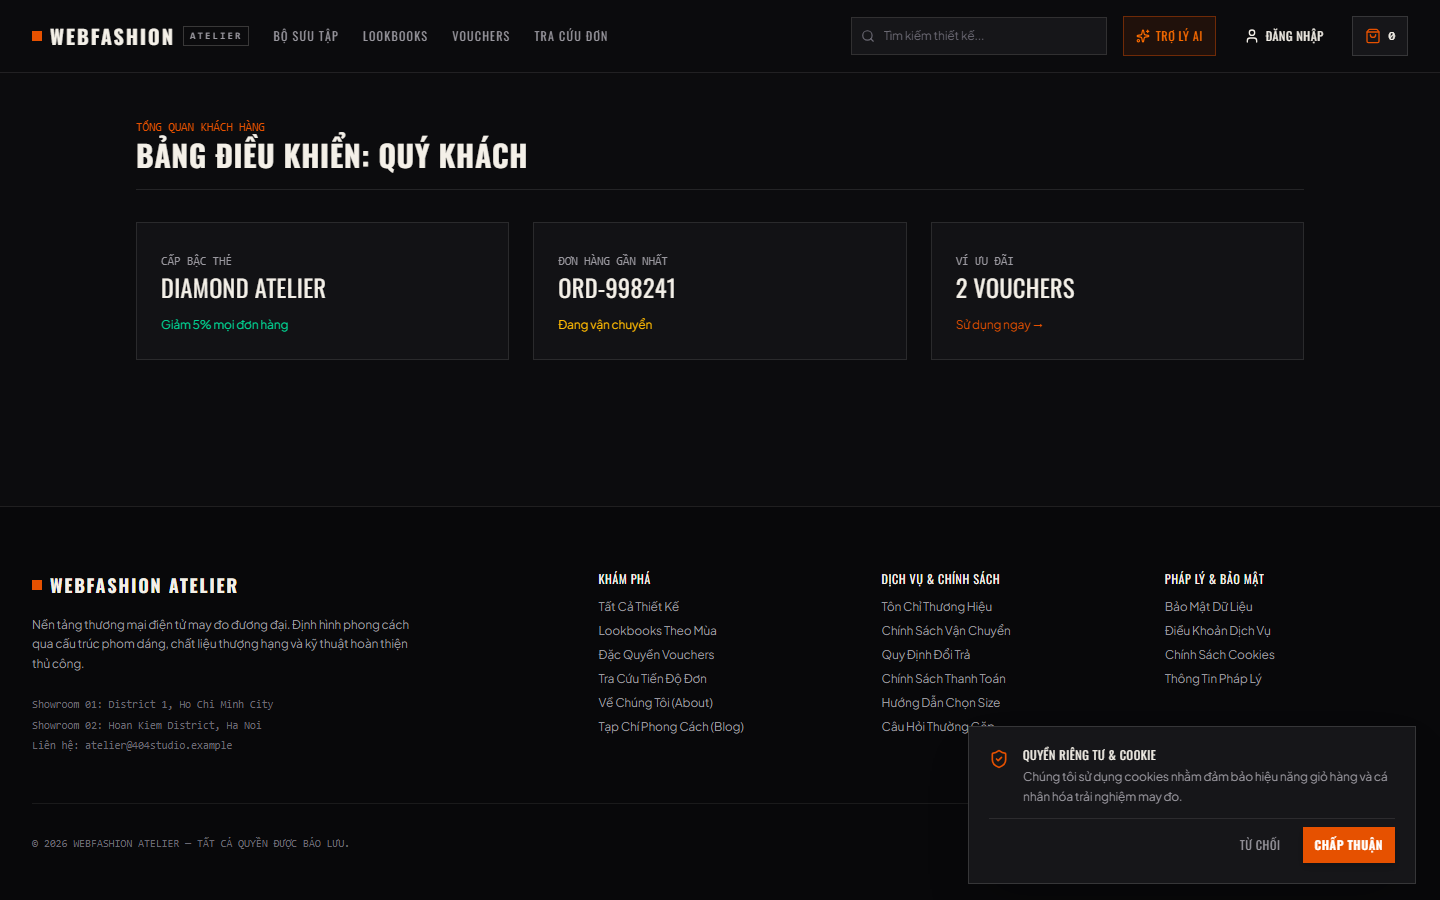 WEBFASHION ATELIER BỘ SƯU TẬP LOOKBOOKS VOUCHERS TRA CỨU ĐƠN Tìm kiếm thiết kế... TRỢ LÝ AI ĐĂNG NHẬP 0
TỔNG QUAN KHÁCH HÀNG
BẢNG ĐIỀU KHIỂN: QUÝ KHÁCH
CẤP BẬC THẺ
DIAMOND ATELIER
Giảm 5% mọi đơn hàng
ĐƠN HÀNG GẦN NHẤT
ORD-998241
Đang vận chuyển
VÍ ƯU ĐÃI
2 VOUCHERS
Sử dụng ngay →
WEBFASHION ATELIER
Nền tảng thương mại điện tử may đo đương đại. Định hình phong cách
qua cấu trúc phom dáng, chất liệu thượng hạng và kỹ thuật hoàn thiện
thủ công.
Showroom 01: District 1, Ho Chi Minh City
Showroom 02: Hoan Kiem District, Ha Noi
Liên hệ: atelier@404studio.example
KHÁM PHÁ
Tất Cả Thiết Kế
Lookbooks Theo Mùa
Đặc Quyền Vouchers
Tra Cứu Tiến Độ Đơn
Về Chúng Tôi (About)
Tạp Chí Phong Cách (Blog)
DỊCH VỤ & CHÍNH SÁCH
Tôn Chỉ Thương Hiệu
Chính Sách Vận Chuyển
Quy Định Đổi Trả
Chính Sách Thanh Toán
Hướng Dẫn Chọn Size
Câu Hỏi Thường Gặp
PHÁP LÝ & BẢO MẬT
Bảo Mật Dữ Liệu
Điều Khoản Dịch Vụ
Chính Sách Cookies
Thông Tin Pháp Lý
© 2026 WEBFASHION ATELIER — TẤT CẢ QUYỀN ĐƯỢC BẢO LƯU.
QUYỀN RIÊNG TƯ & COOKIE
Chúng tôi sử dụng cookies nhằm đảm bảo hiệu năng giỏ hàng và cá
nhân hóa trải nghiệm may đo.
TỪ CHỐI CHẤP THUẬN